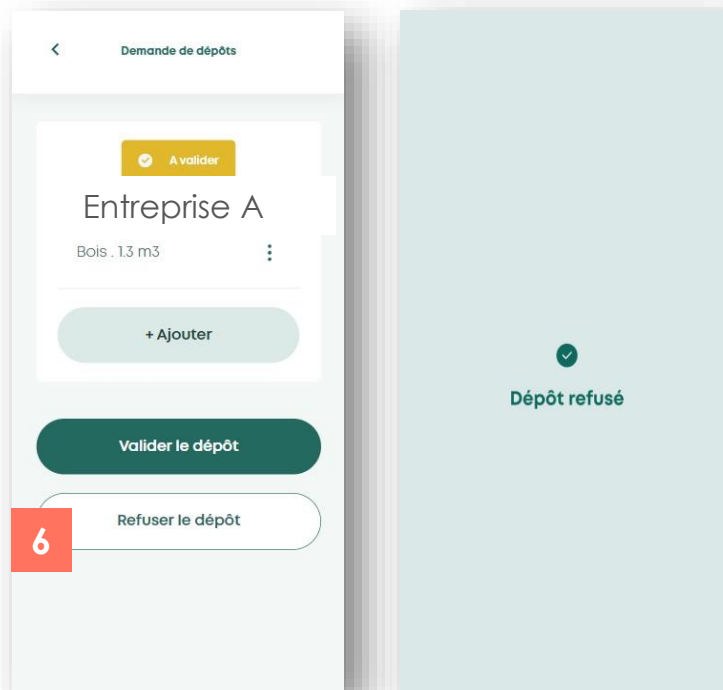 Demande de dépôts
A valider
Entreprise A
Bois . 1.3 m3
+ Ajouter
Valider le dépôt
Refuser le dépôt
6
Dépôt refusé